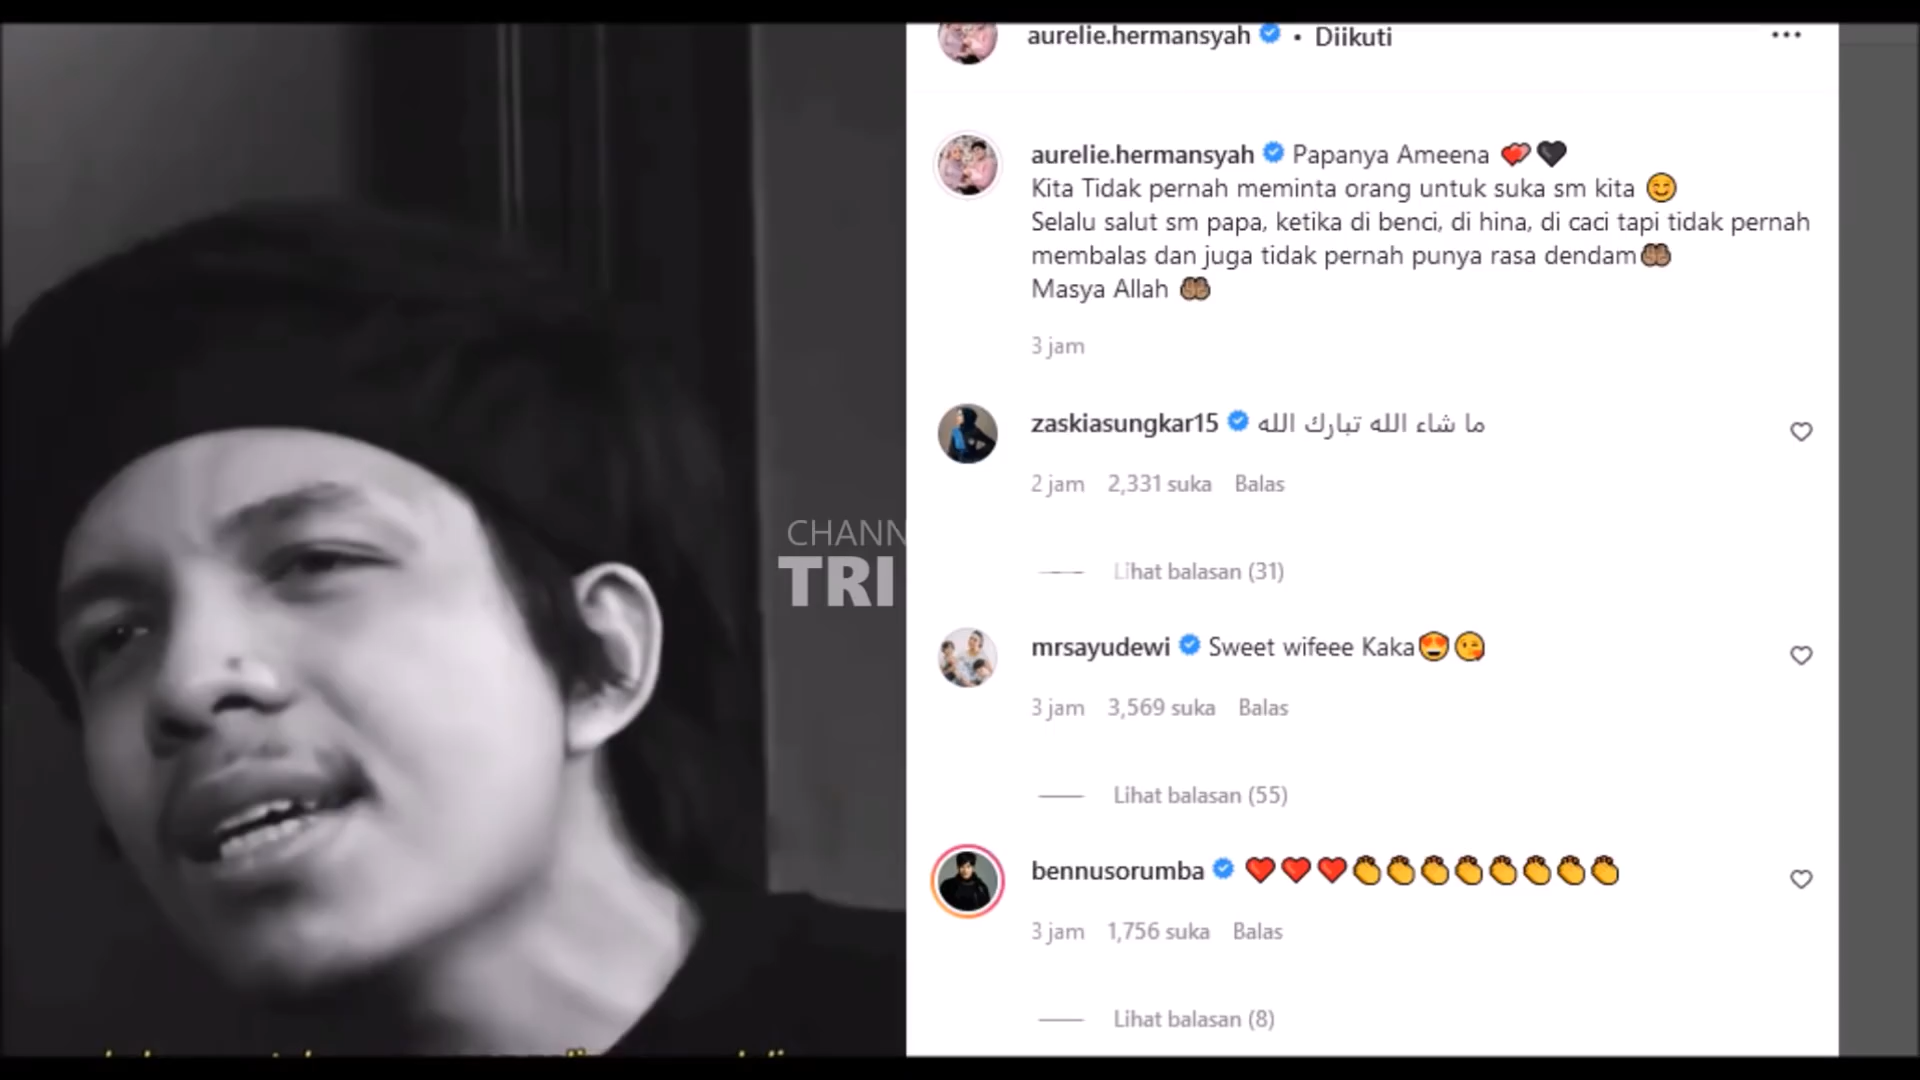 aurelie.hermansyah • Diikuti
aurelie.hermansyah Papanya Ameena 💕🖤
Kita Tidak pernah meminta orang untuk suka sm kita 😊
Selalu salut sm papa, ketika di benci, di hina, di caci tapi tidak pernah
membalas dan juga tidak pernah punya rasa dendam🤲🏽
Masya Allah 🤲🏽
3 jam
zaskiasungkar15 ما شاء الله تبارك الله
2 jam 2,331 suka Balas
Lihat balasan (31)
CHANN
TRI
mrsayudewi Sweet wifeee Kaka😍😘
3 jam 3,569 suka Balas
Lihat balasan (55)
bennusorumba ❤️❤️❤️👏👏👏👏👏👏👏👏
3 jam 1,756 suka Balas
Lihat balasan (8)